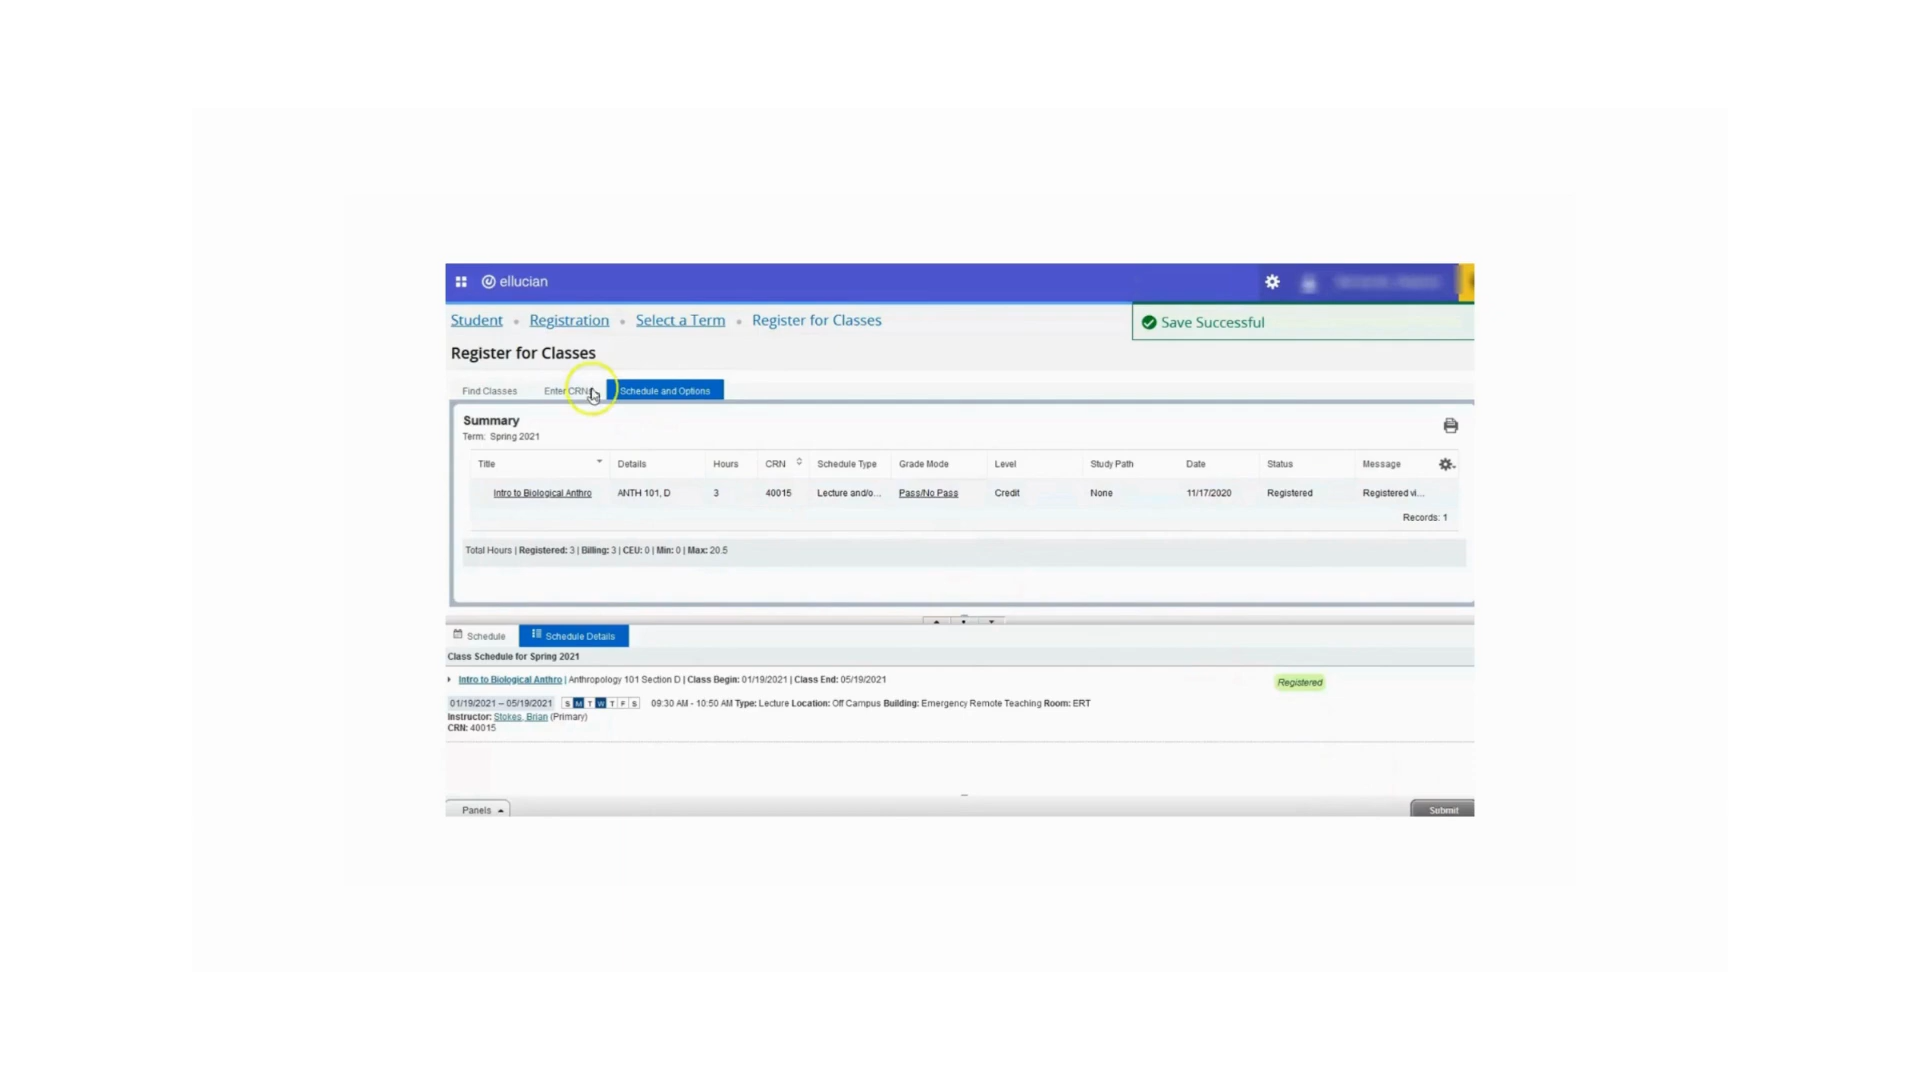 ellucian
Student • Registration • Select a Term • Register for Classes
Save Successful
Register for Classes
Find Classes Enter CRNs Schedule and Options
Summary
Term: Spring 2021
Title Details Hours CRN Schedule Type Grade Mode Level Study Path Date Status Message
Intro to Biological Anthro ANTH 101, D 3 40015 Lecture and/o... Pass/No Pass Credit None 11/17/2020 Registered Registered vi...
Records: 1
Total Hours | Registered: 3 | Billing: 3 | CEU: 0 | Min: 0 | Max: 20.5
Schedule Schedule Details
Class Schedule for Spring 2021
Intro to Biological Anthro | Anthropology 101 Section D | Class Begin: 01/19/2021 | Class End: 05/19/2021 Registered
01/19/2021 -- 05/19/2021 S M T W T F S 09:30 AM - 10:50 AM Type: Lecture Location: Off Campus Building: Emergency Remote Teaching Room: ERT
Instructor: Stokes, Brian (Primary)
CRN: 40015
Panels Submit